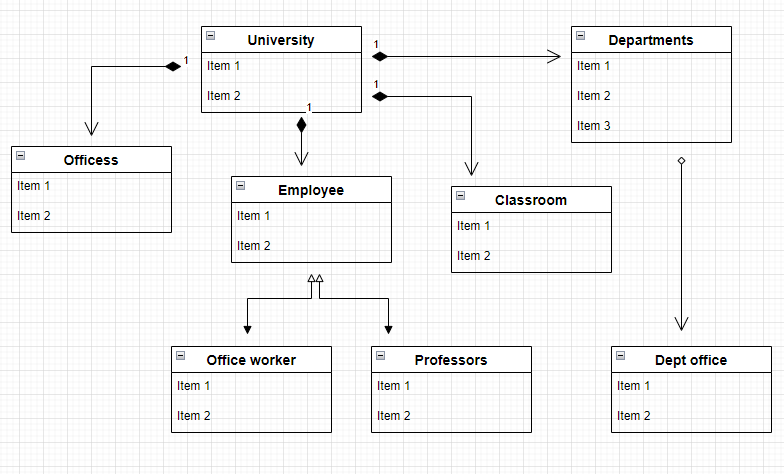 University
Item 1
Item 2
1
1
1
1
Departments
Item 1
Item 2
Item 3
Officess
Item 1
Item 2
Employee
Item 1
Item 2
Classroom
Item 1
Item 2
Office worker
Item 1
Item 2
Professors
Item 1
Item 2
Dept office
Item 1
Item 2